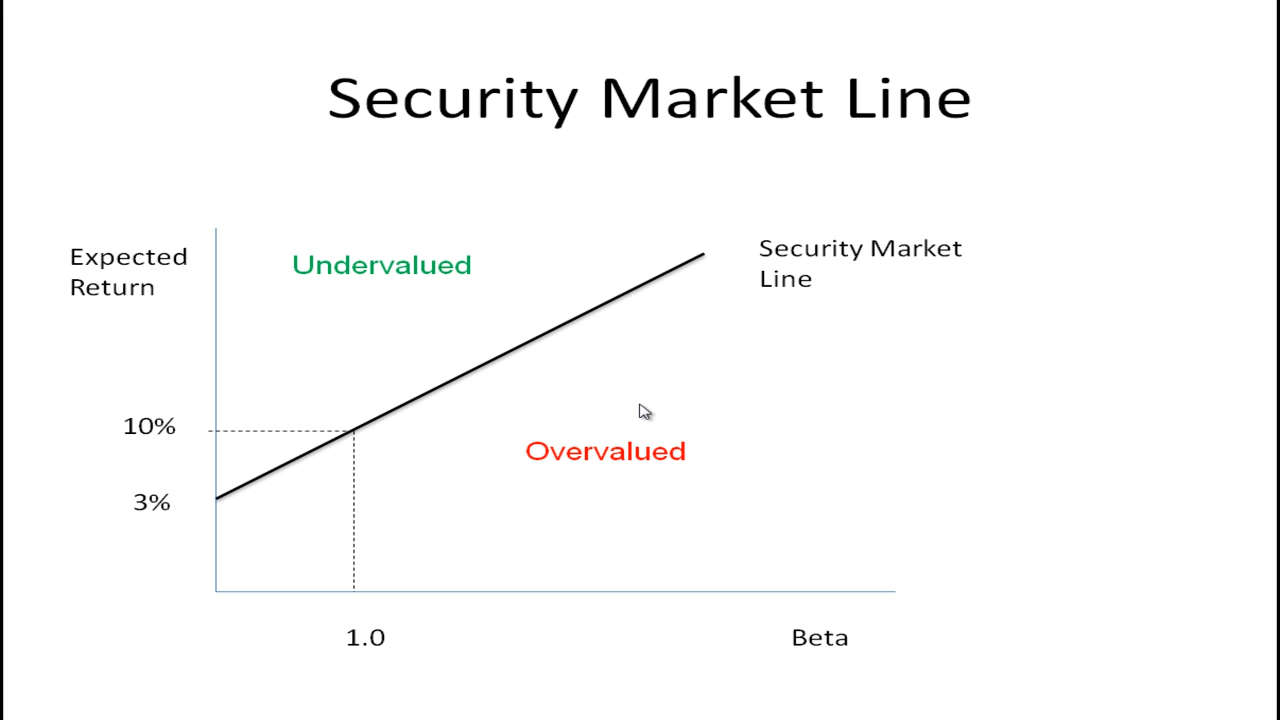 Security Market Line
Expected
Return
Undervalued
Security Market
Line
10%
Overvalued
3%
1.0
Beta